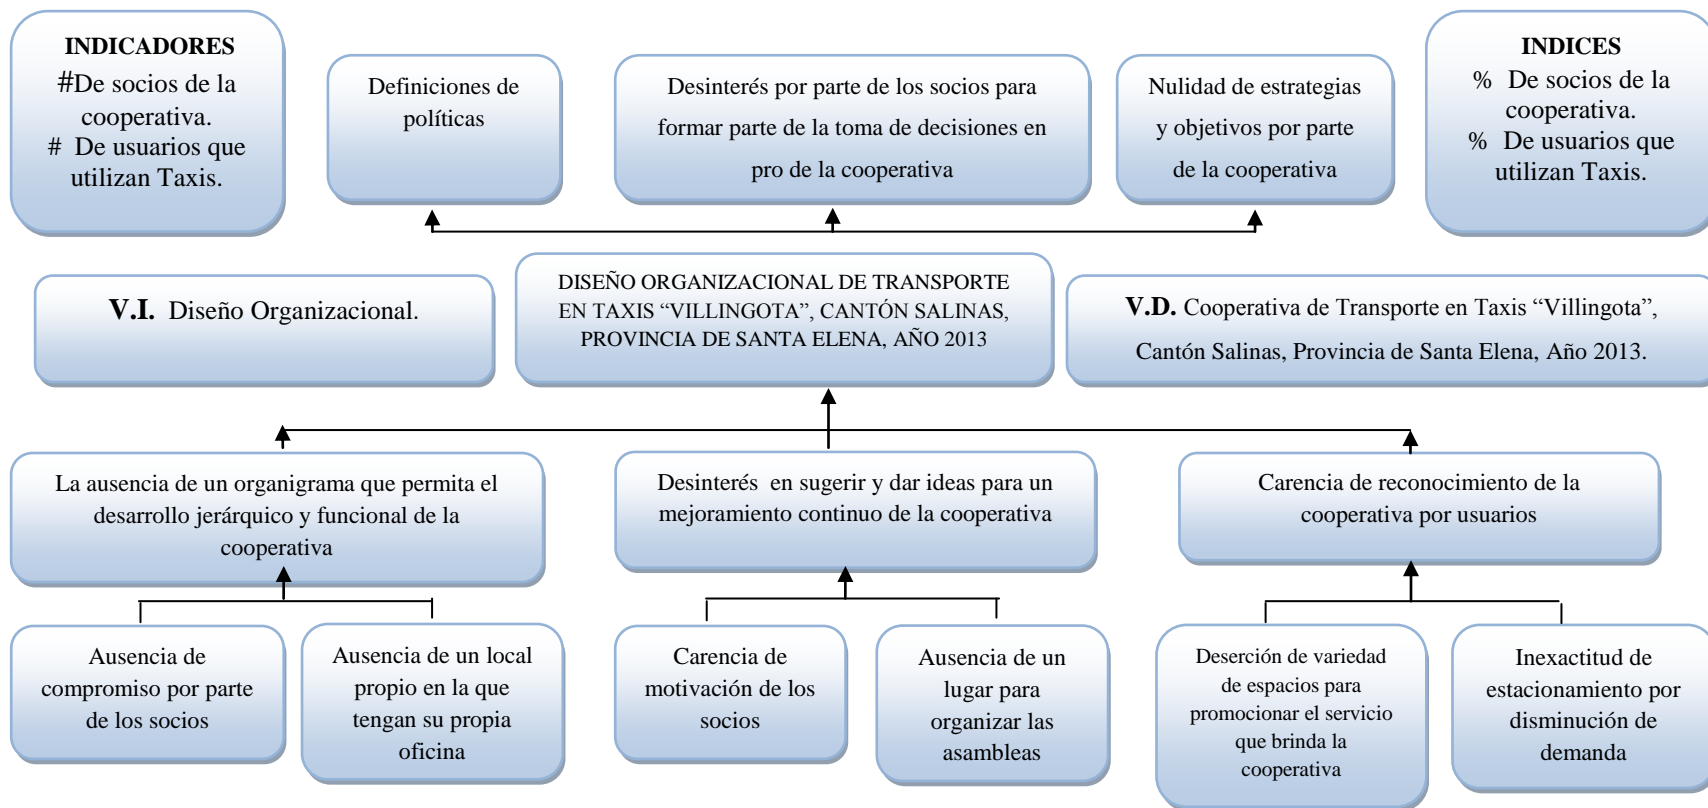 INDICADORES
#De socios de la
cooperativa.
# De usuarios que
utilizan Taxis.
Definiciones de
políticas
Desinterés por parte de los socios para
formar parte de la toma de decisiones en
pro de la cooperativa
Nulidad de estrategias
y objetivos por parte
de la cooperativa
INDICES
% De socios de la
cooperativa.
% De usuarios que
utilizan Taxis.
V.I. Diseño Organizacional.
DISEÑO ORGANIZACIONAL DE TRANSPORTE
EN TAXIS “VILLINGOTA”, CANTÓN SALINAS,
PROVINCIA DE SANTA ELENA, AÑO 2013
V.D. Cooperativa de Transporte en Taxis “Villingota”,
Cantón Salinas, Provincia de Santa Elena, Año 2013.
La ausencia de un organigrama que permita el
desarrollo jerárquico y funcional de la
cooperativa
Desinterés en sugerir y dar ideas para un
mejoramiento continuo de la cooperativa
Carencia de reconocimiento de la
cooperativa por usuarios
Ausencia de
compromiso por parte
de los socios
Ausencia de un local
propio en la que
tengan su propia
oficina
Carencia de
motivación de los
socios
Ausencia de un
lugar para
organizar las
asambleas
Deserción de variedad
de espacios para
promocionar el servicio
que brinda la
cooperativa
Inexactitud de
estacionamiento por
disminución de
demanda